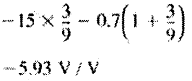 -15 × 3/9 - 0.7(1 + 3/9)
-5.93 V/V